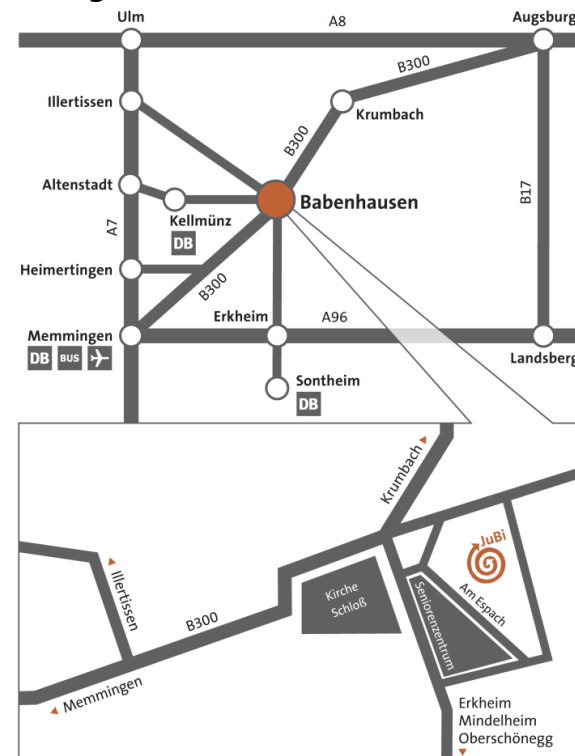 Ulm
A8
Augsburg
B300
Illertissen
Krumbach
B300
Altenstadt
Babenhausen
B17
Kellmünz
DB
A7
Heimertingen
B300
Erkheim
A96
Memmingen
Landsberg
DB BUS
Sontheim
DB
Krumbach
JuBi
Illertissen
Kirche
Schloß
Am Espach
Seniorenzentrum
B300
Memmingen
Erkheim
Mindelheim
Oberschönegg